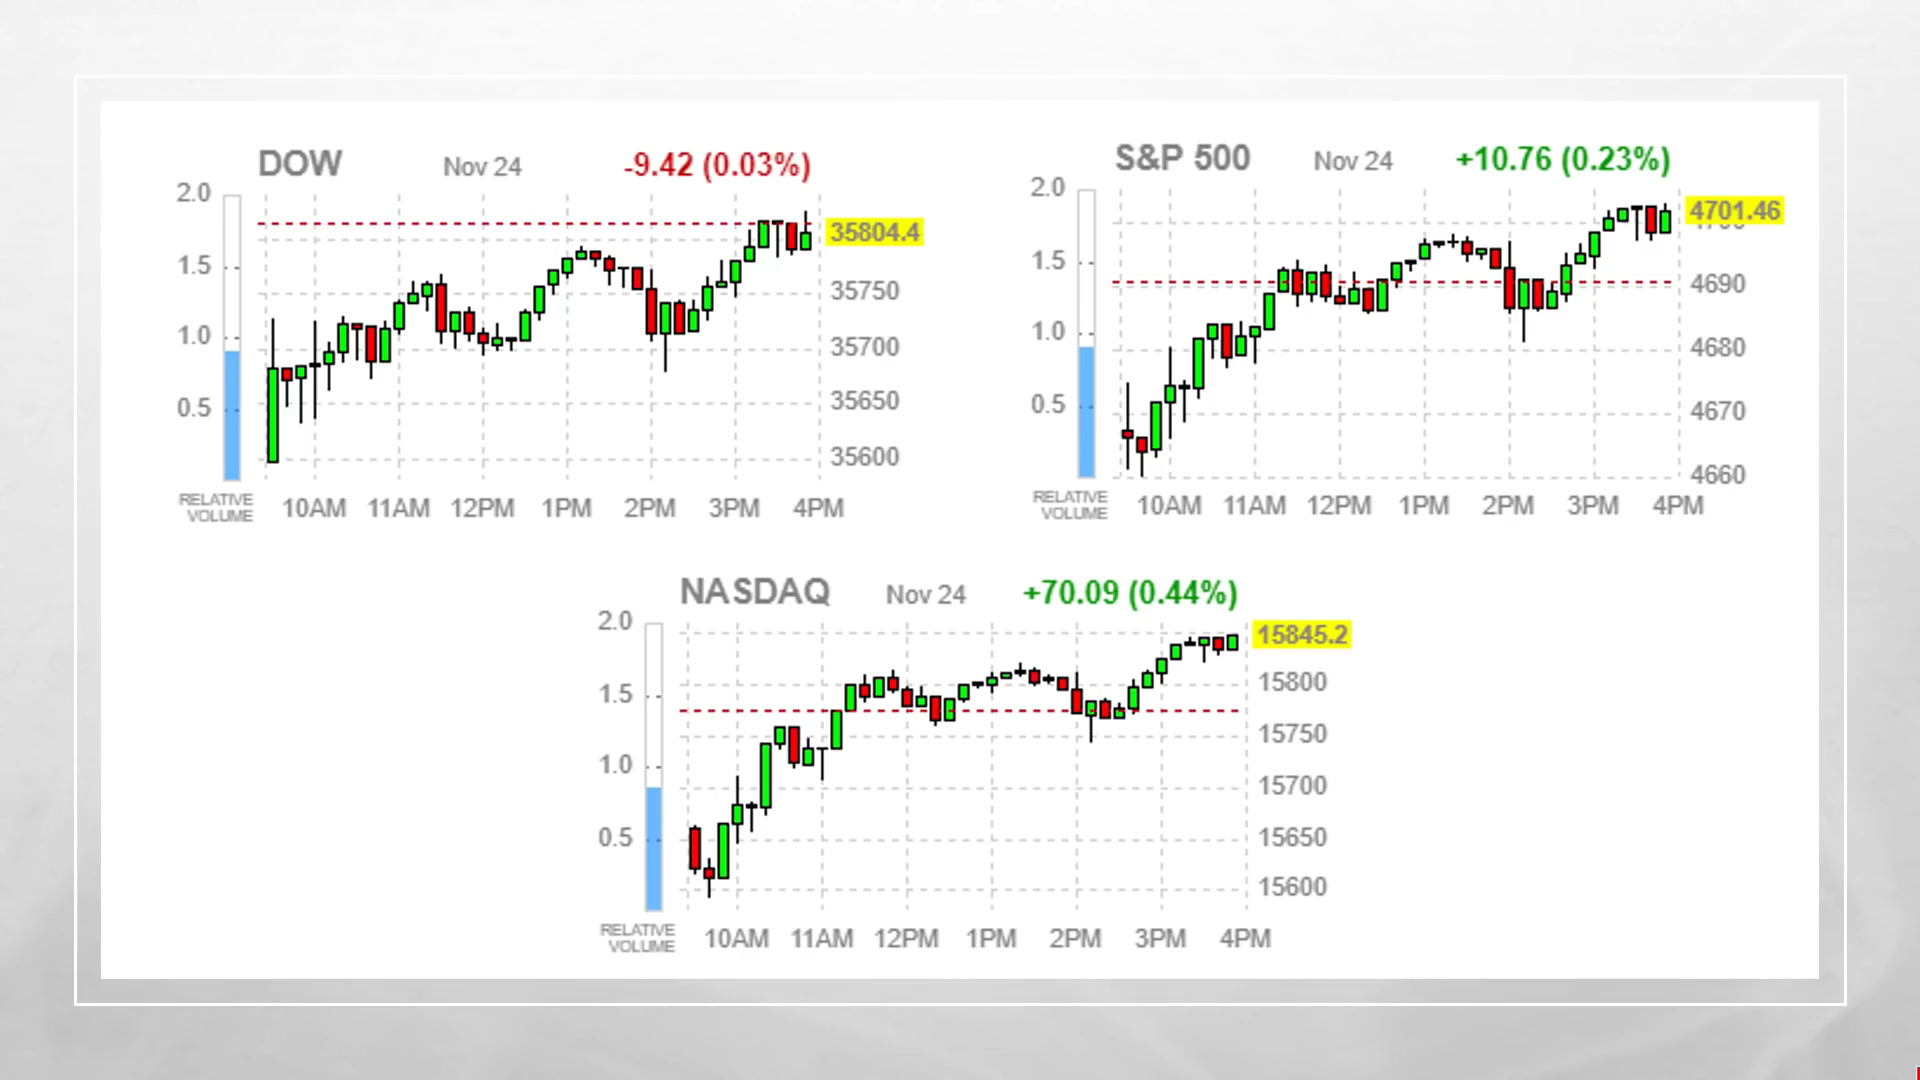 DOW Nov 24 -9.42 (0.03%)
2.0
1.5
1.0
0.5
35804.4
35750
35700
35650
35600
RELATIVE
VOLUME
10AM 11AM 12PM 1PM 2PM 3PM 4PM
S&P 500 Nov 24 +10.76 (0.23%)
2.0
1.5
1.0
0.5
4701.46
4690
4680
4670
4660
RELATIVE
VOLUME
10AM 11AM 12PM 1PM 2PM 3PM 4PM
NASDAQ Nov 24 +70.09 (0.44%)
2.0
1.5
1.0
0.5
15845.2
15800
15750
15700
15650
15600
RELATIVE
VOLUME
10AM 11AM 12PM 1PM 2PM 3PM 4PM